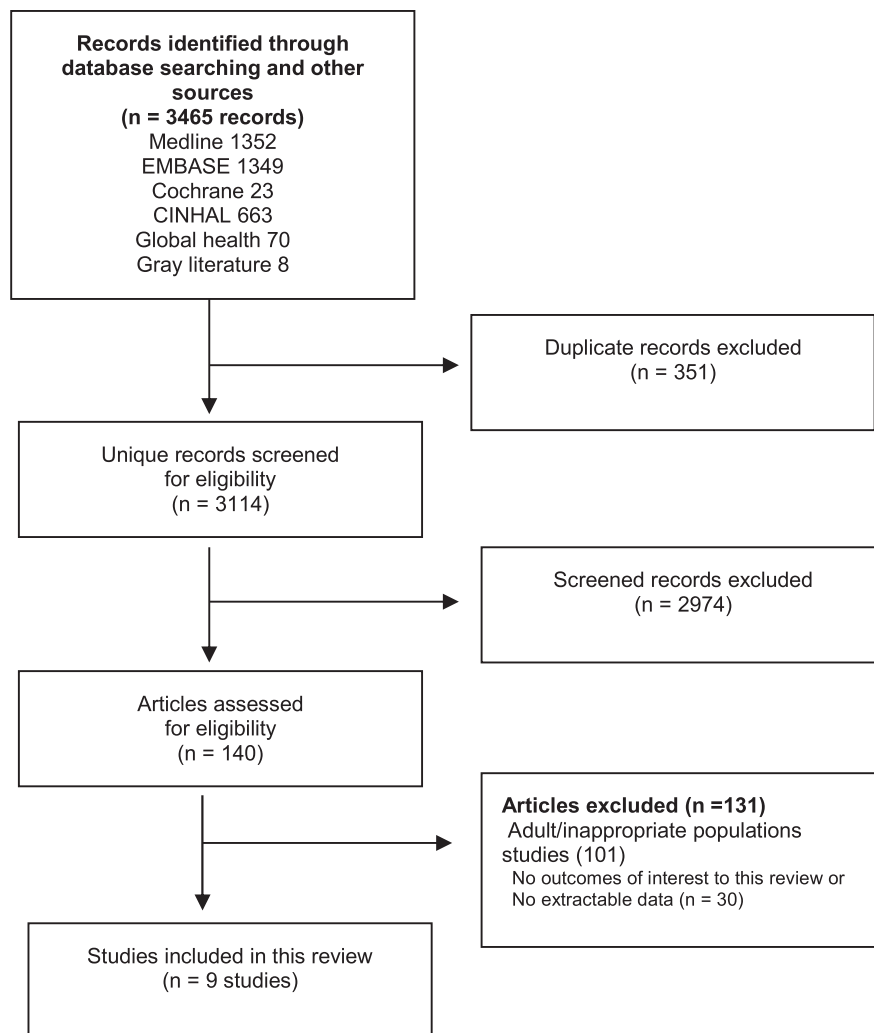 Records identified through
database searching and other
sources
(n = 3465 records)
Medline 1352
EMBASE 1349
Cochrane 23
CINHAL 663
Global health 70
Gray literature 8
Duplicate records excluded
(n = 351)
Unique records screened
for eligibility
(n = 3114)
Screened records excluded
(n = 2974)
Articles assessed
for eligibility
(n = 140)
Articles excluded (n =131)
Adult/inappropriate populations
studies (101)
No outcomes of interest to this review or
No extractable data (n = 30)
Studies included in this review
(n = 9 studies)